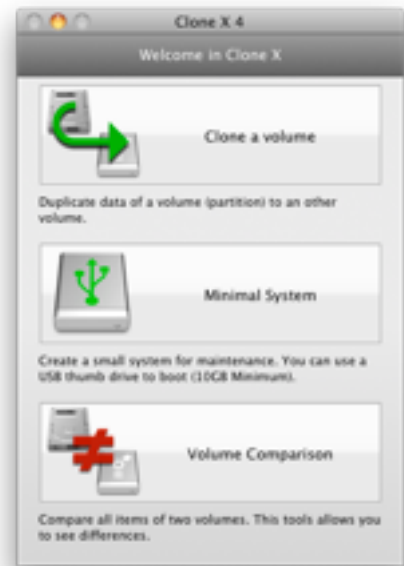 Clone X 4
Welcome in Clone X
Clone a volume
Duplicate data of a volume (partition) to an other
volume.
Minimal System
Create a small system for maintenance. You can use a
USB thumb drive to boot (10GB Minimum).
Volume Comparison
Compare all items of two volumes. This tools allows you
to see differences.